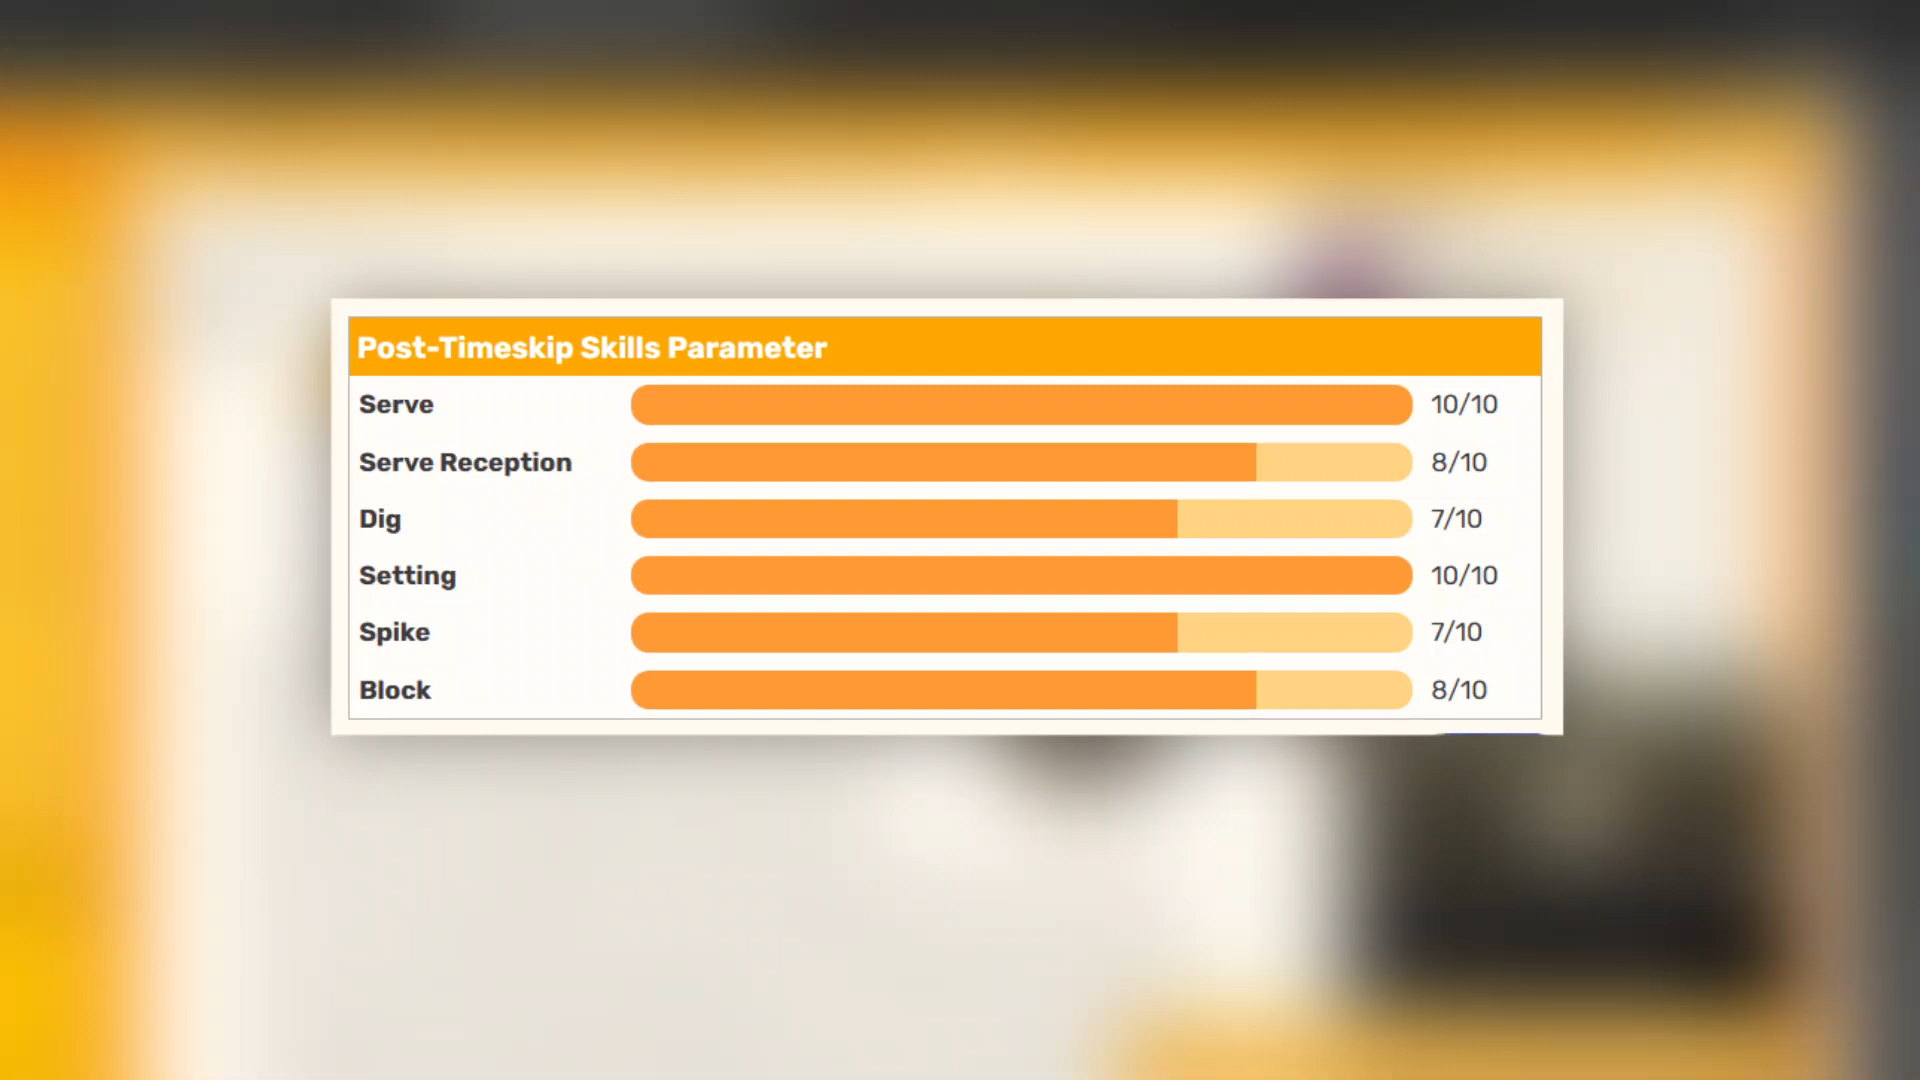 Post-Timeskip Skills Parameter
Serve 10/10
Serve Reception 8/10
Dig 7/10
Setting 10/10
Spike 7/10
Block 8/10